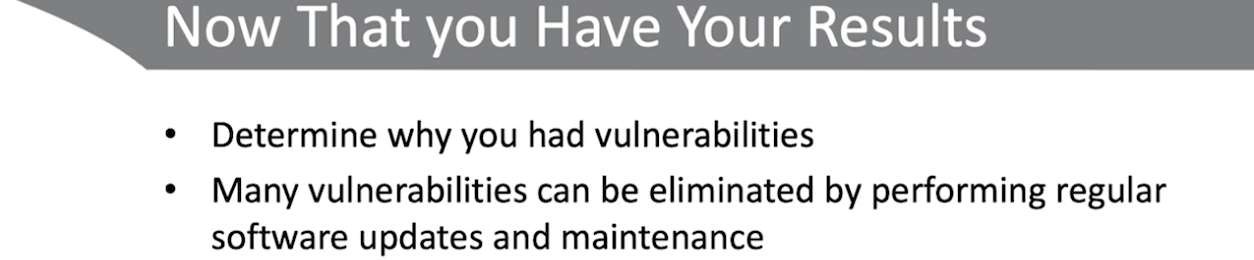 Now That you Have Your Results
• Determine why you had vulnerabilities
• Many vulnerabilities can be eliminated by performing regular
software updates and maintenance